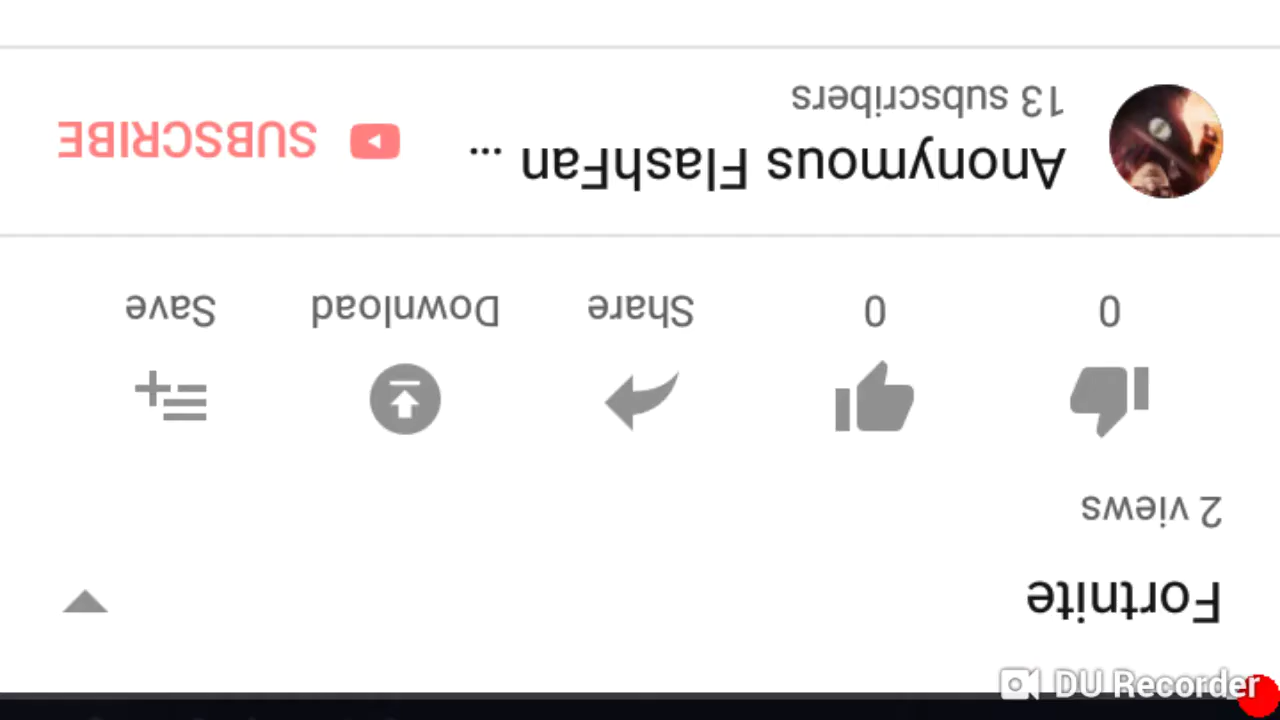 Fortnite
2 views
0
0
Share
Download
Save
Anonymous FlashFan ...
13 subscribers
SUBSCRIBE
DU Recorder